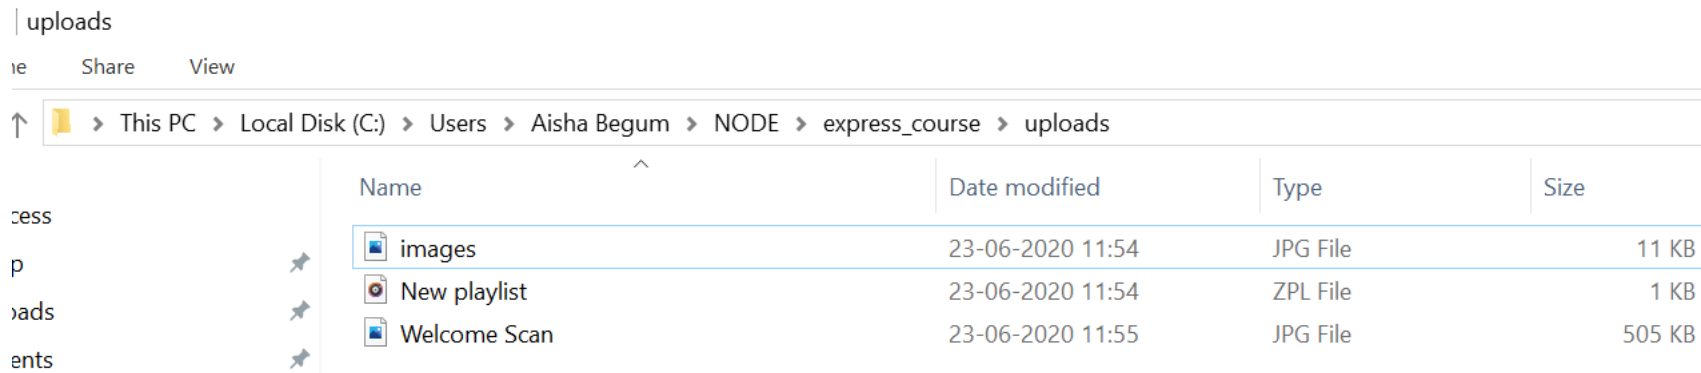 uploads
Share View
This PC Local Disk (C:) Users Aisha Begum NODE express_course uploads
Name Date modified Type Size
images 23-06-2020 11:54 JPG File 11 KB
New playlist 23-06-2020 11:54 ZPL File 1 KB
Welcome Scan 23-06-2020 11:55 JPG File 505 KB